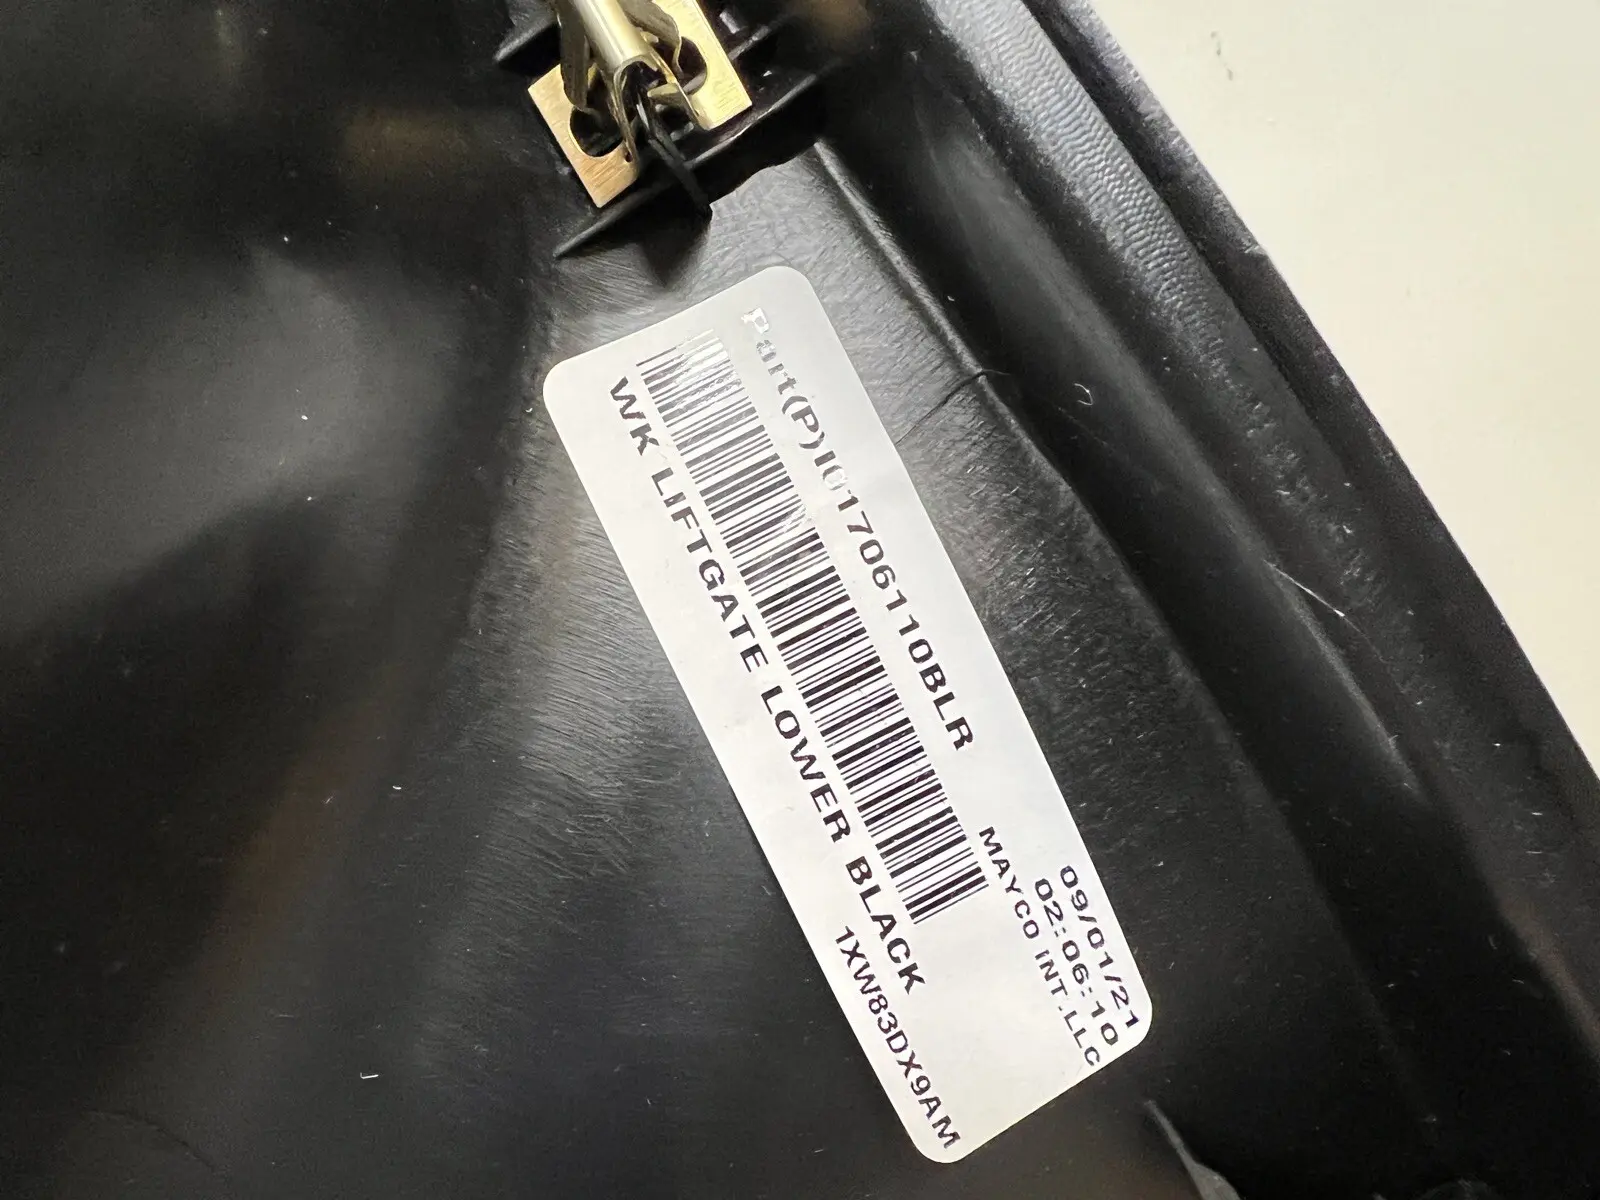 Part(P)I01706110BLR
09/01/21
02:06:10
MAYCO INT.LLC
WK LIFTGATE LOWER BLACK
1XW83DX9AM